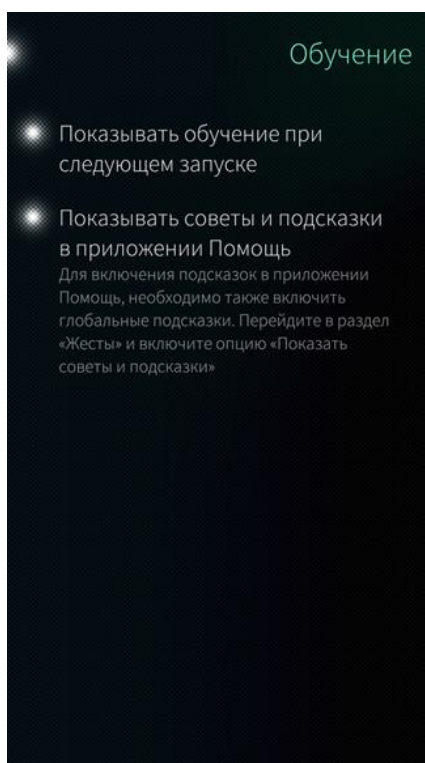 Обучение
Показывать обучение при
следующем запуске
Показывать советы и подсказки
в приложении Помощь
Для включения подсказок в приложении
Помощь, необходимо также включить
глобальные подсказки. Перейдите в раздел
«Жесты» и включите опцию «Показать
советы и подсказки»